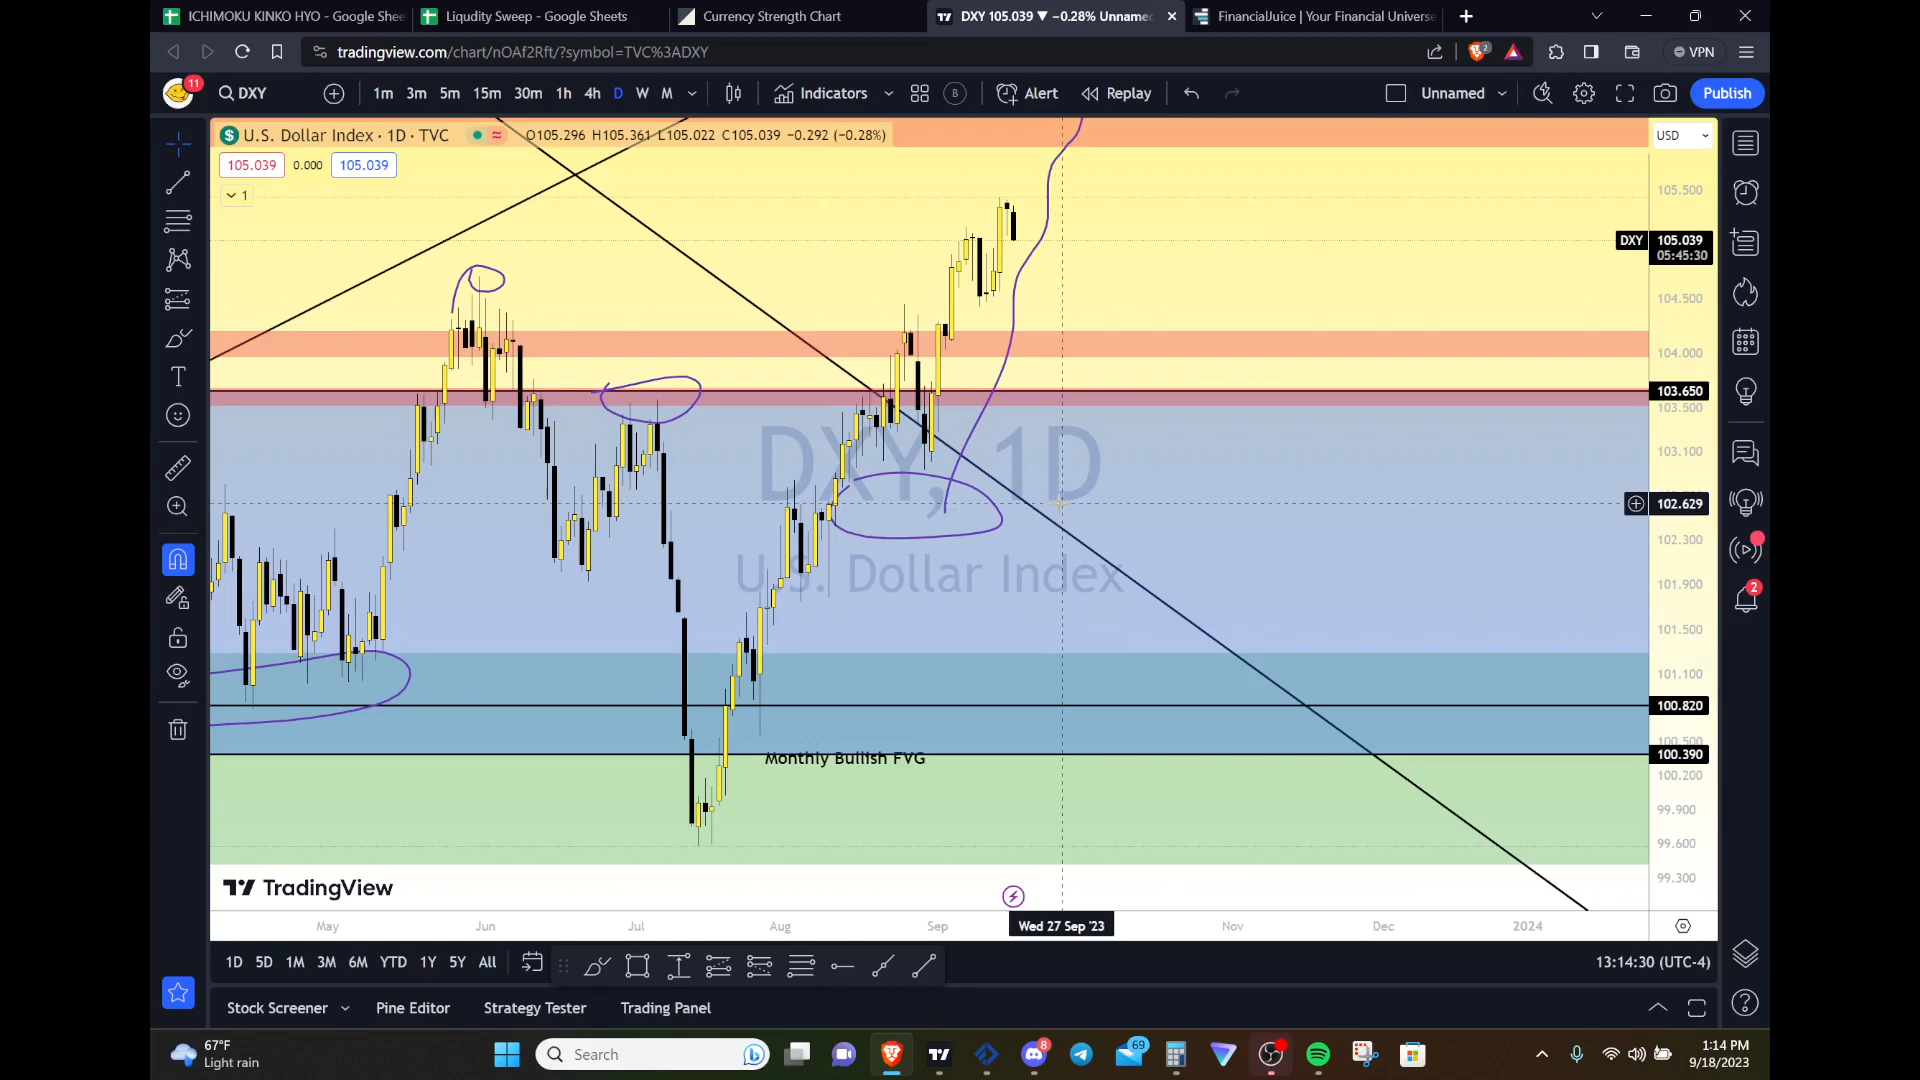 ICHIMOKU KINKO HYO - Google Shee
Liqudity Sweep - Google Sheets
Currency Strength Chart
DXY 105.039 ▼ −0.28% Unname
FinancialJuice | Your Financial Universe
tradingview.com/chart/nOAf2Rft/?symbol=TVC%3ADXY
2
VPN
11
DXY
1m 3m 5m 15m 30m 1h 4h D W M
Indicators
B
Alert
Replay
Unnamed
Publish
U.S. Dollar Index · 1D · TVC
O105.296 H105.361 L105.022 C105.039 −0.292 (−0.28%)
USD
105.039 0.000 105.039
1
105.500
DXY 105.039
05:45:30
104.500
104.000
103.650
103.500
103.100
102.629
102.300
101.900
101.500
101.100
100.820
100.500
100.390
100.200
99.900
99.600
99.300
DXY, 1D
U.S. Dollar Index
Monthly Bullish FVG
TradingView
May Jun Jul Aug Sep Wed 27 Sep '23 Nov Dec 2024
2
1D 5D 1M 3M 6M YTD 1Y 5Y All
13:14:30 (UTC-4)
Stock Screener Pine Editor Strategy Tester Trading Panel
67°F
Light rain
Search
8
69
1:14 PM
9/18/2023